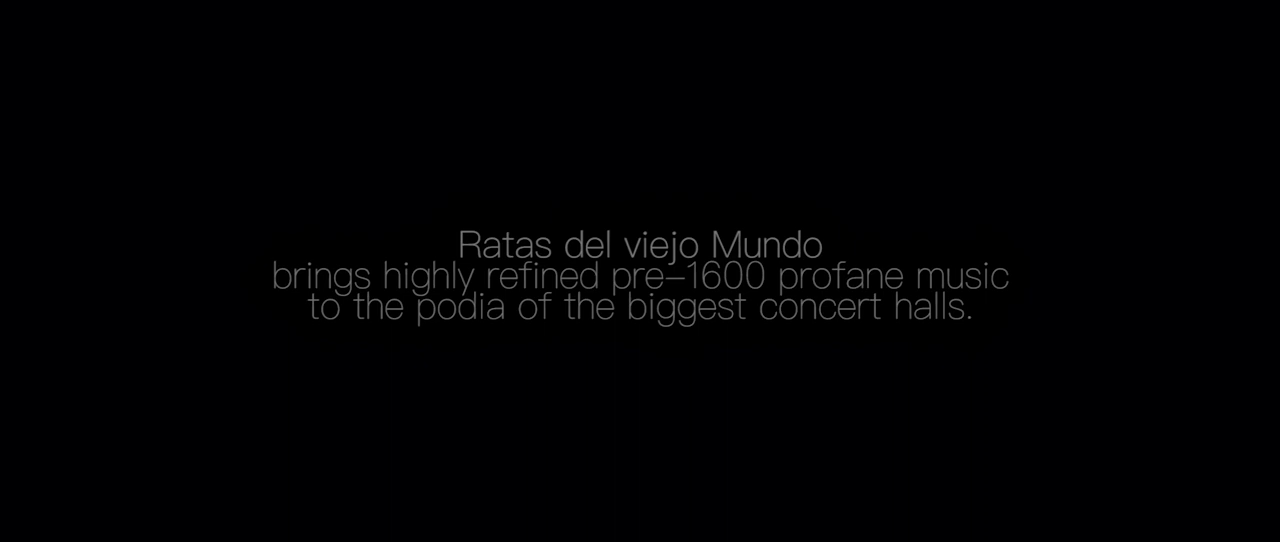 Ratas del viejo Mundo
brings highly refined pre-1600 profane music
to the podia of the biggest concert halls.